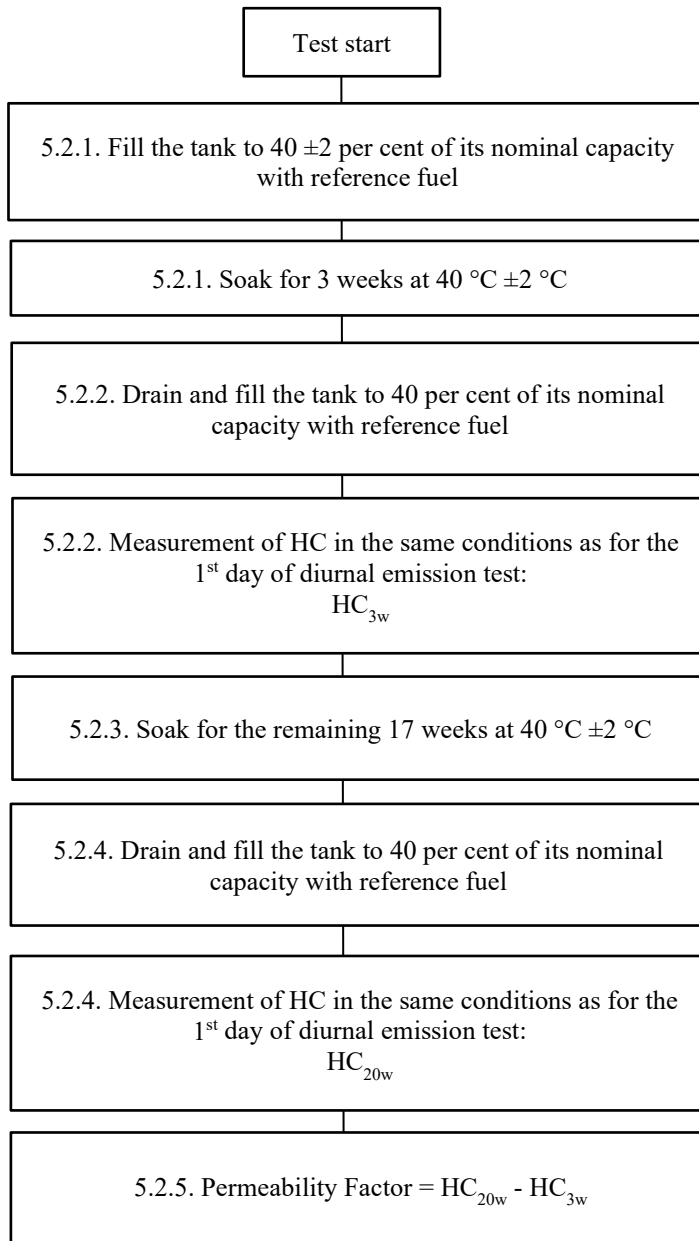 Test start
5.2.1. Fill the tank to 40 ±2 per cent of its nominal capacity
with reference fuel
5.2.1. Soak for 3 weeks at 40 °C ±2 °C
5.2.2. Drain and fill the tank to 40 per cent of its nominal
capacity with reference fuel
5.2.2. Measurement of HC in the same conditions as for the
1st day of diurnal emission test:
HC3w
5.2.3. Soak for the remaining 17 weeks at 40 °C ±2 °C
5.2.4. Drain and fill the tank to 40 per cent of its nominal
capacity with reference fuel
5.2.4. Measurement of HC in the same conditions as for the
1st day of diurnal emission test:
HC20w
5.2.5. Permeability Factor = HC20w - HC3w